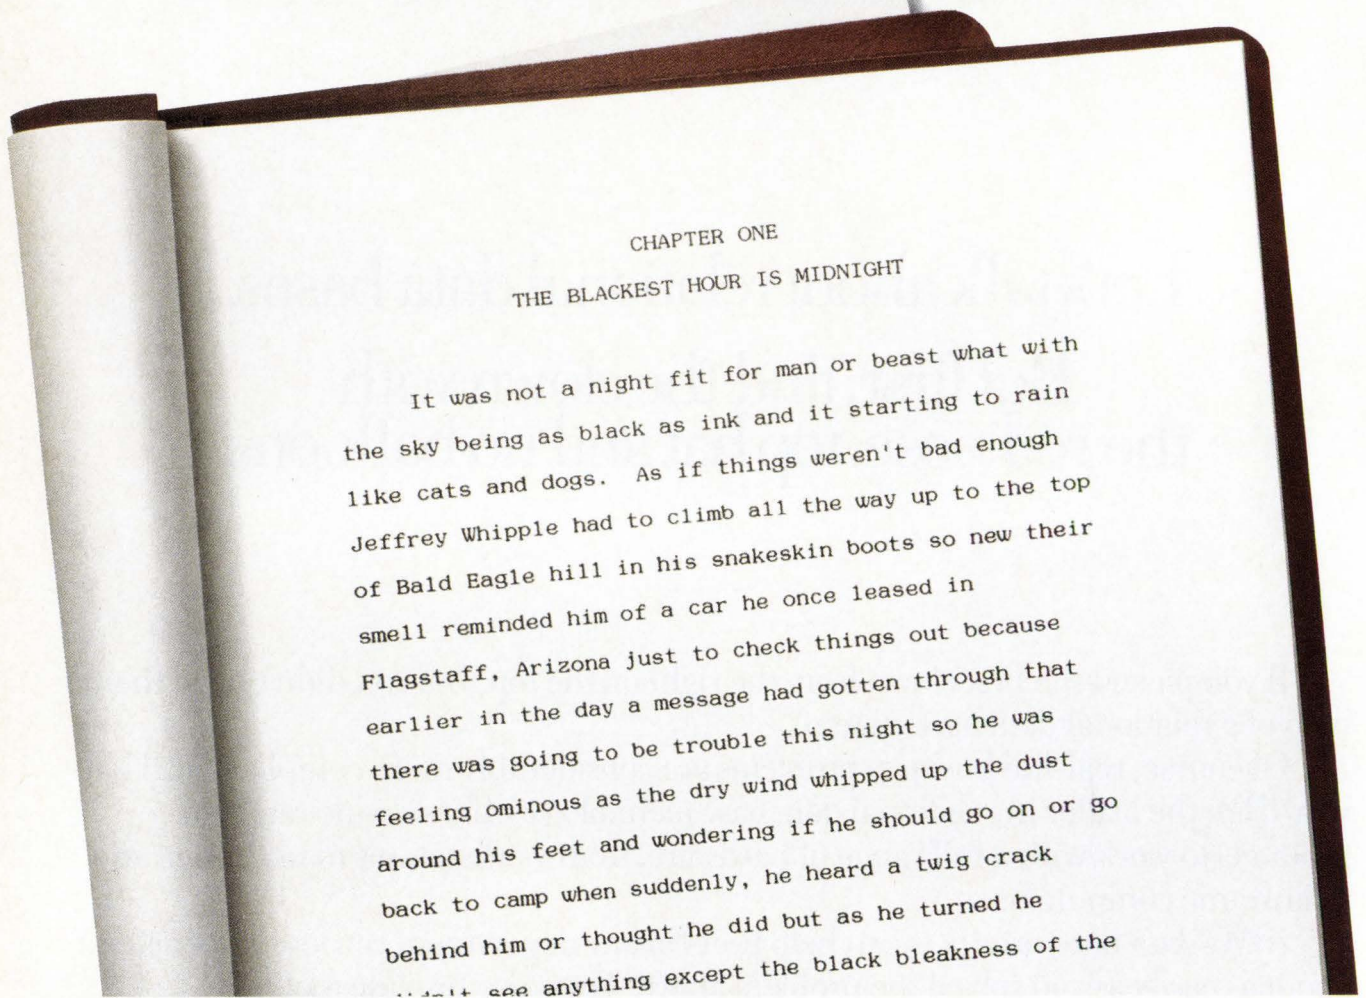 CHAPTER ONE
THE BLACKEST HOUR IS MIDNIGHT
It was not a night fit for man or beast what with
the sky being as black as ink and it starting to rain
like cats and dogs. As if things weren't bad enough
Jeffrey Whipple had to climb all the way up to the top
of Bald Eagle hill in his snakeskin boots so new their
smell reminded him of a car he once leased in
Flagstaff, Arizona just to check things out because
earlier in the day a message had gotten through that
there was going to be trouble this night so he was
feeling ominous as the dry wind whipped up the dust
around his feet and wondering if he should go on or go
back to camp when suddenly, he heard a twig crack
behind him or thought he did but as he turned he
didn't see anything except the black bleakness of the